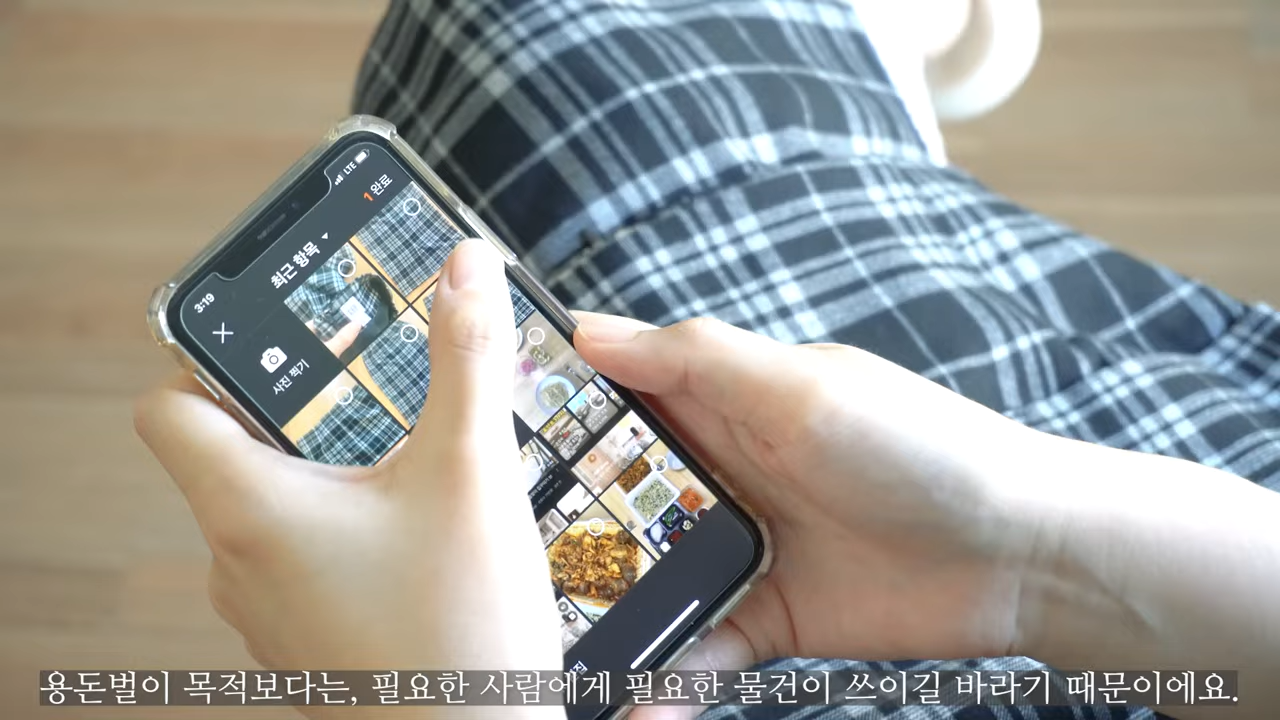 LTE
1 완료
최근 항목
3:19
사진 찍기
용돈벌이 목적보다는, 필요한 사람에게 필요한 물건이 쓰이길 바라기 때문이에요.